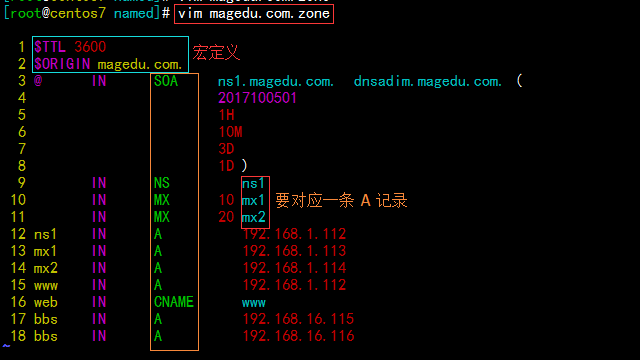 [root@centos7 named]# vim magedu.com.zone
1 $TTL 3600
宏定义
2 $ORIGIN magedu.com.
3 @ IN SOA ns1.magedu.com. dnsadim.magedu.com. (
4 2017100501
5 1H
6 10M
7 3D
8 1D )
9 IN NS ns1
10 IN MX 10 mx1 要对应一条 A 记录
11 IN MX 20 mx2
12 ns1 IN A 192.168.1.112
13 mx1 IN A 192.168.1.113
14 mx2 IN A 192.168.1.114
15 www IN A 192.168.1.112
16 web IN CNAME www
17 bbs IN A 192.168.16.115
18 bbs IN A 192.168.16.116
~